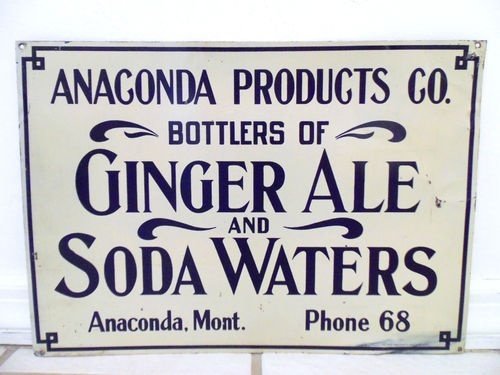 ANACONDA PRODUCTS CO.
BOTTLERS OF
GINGER ALE
AND
SODA WATERS
Anaconda, Mont. Phone 68